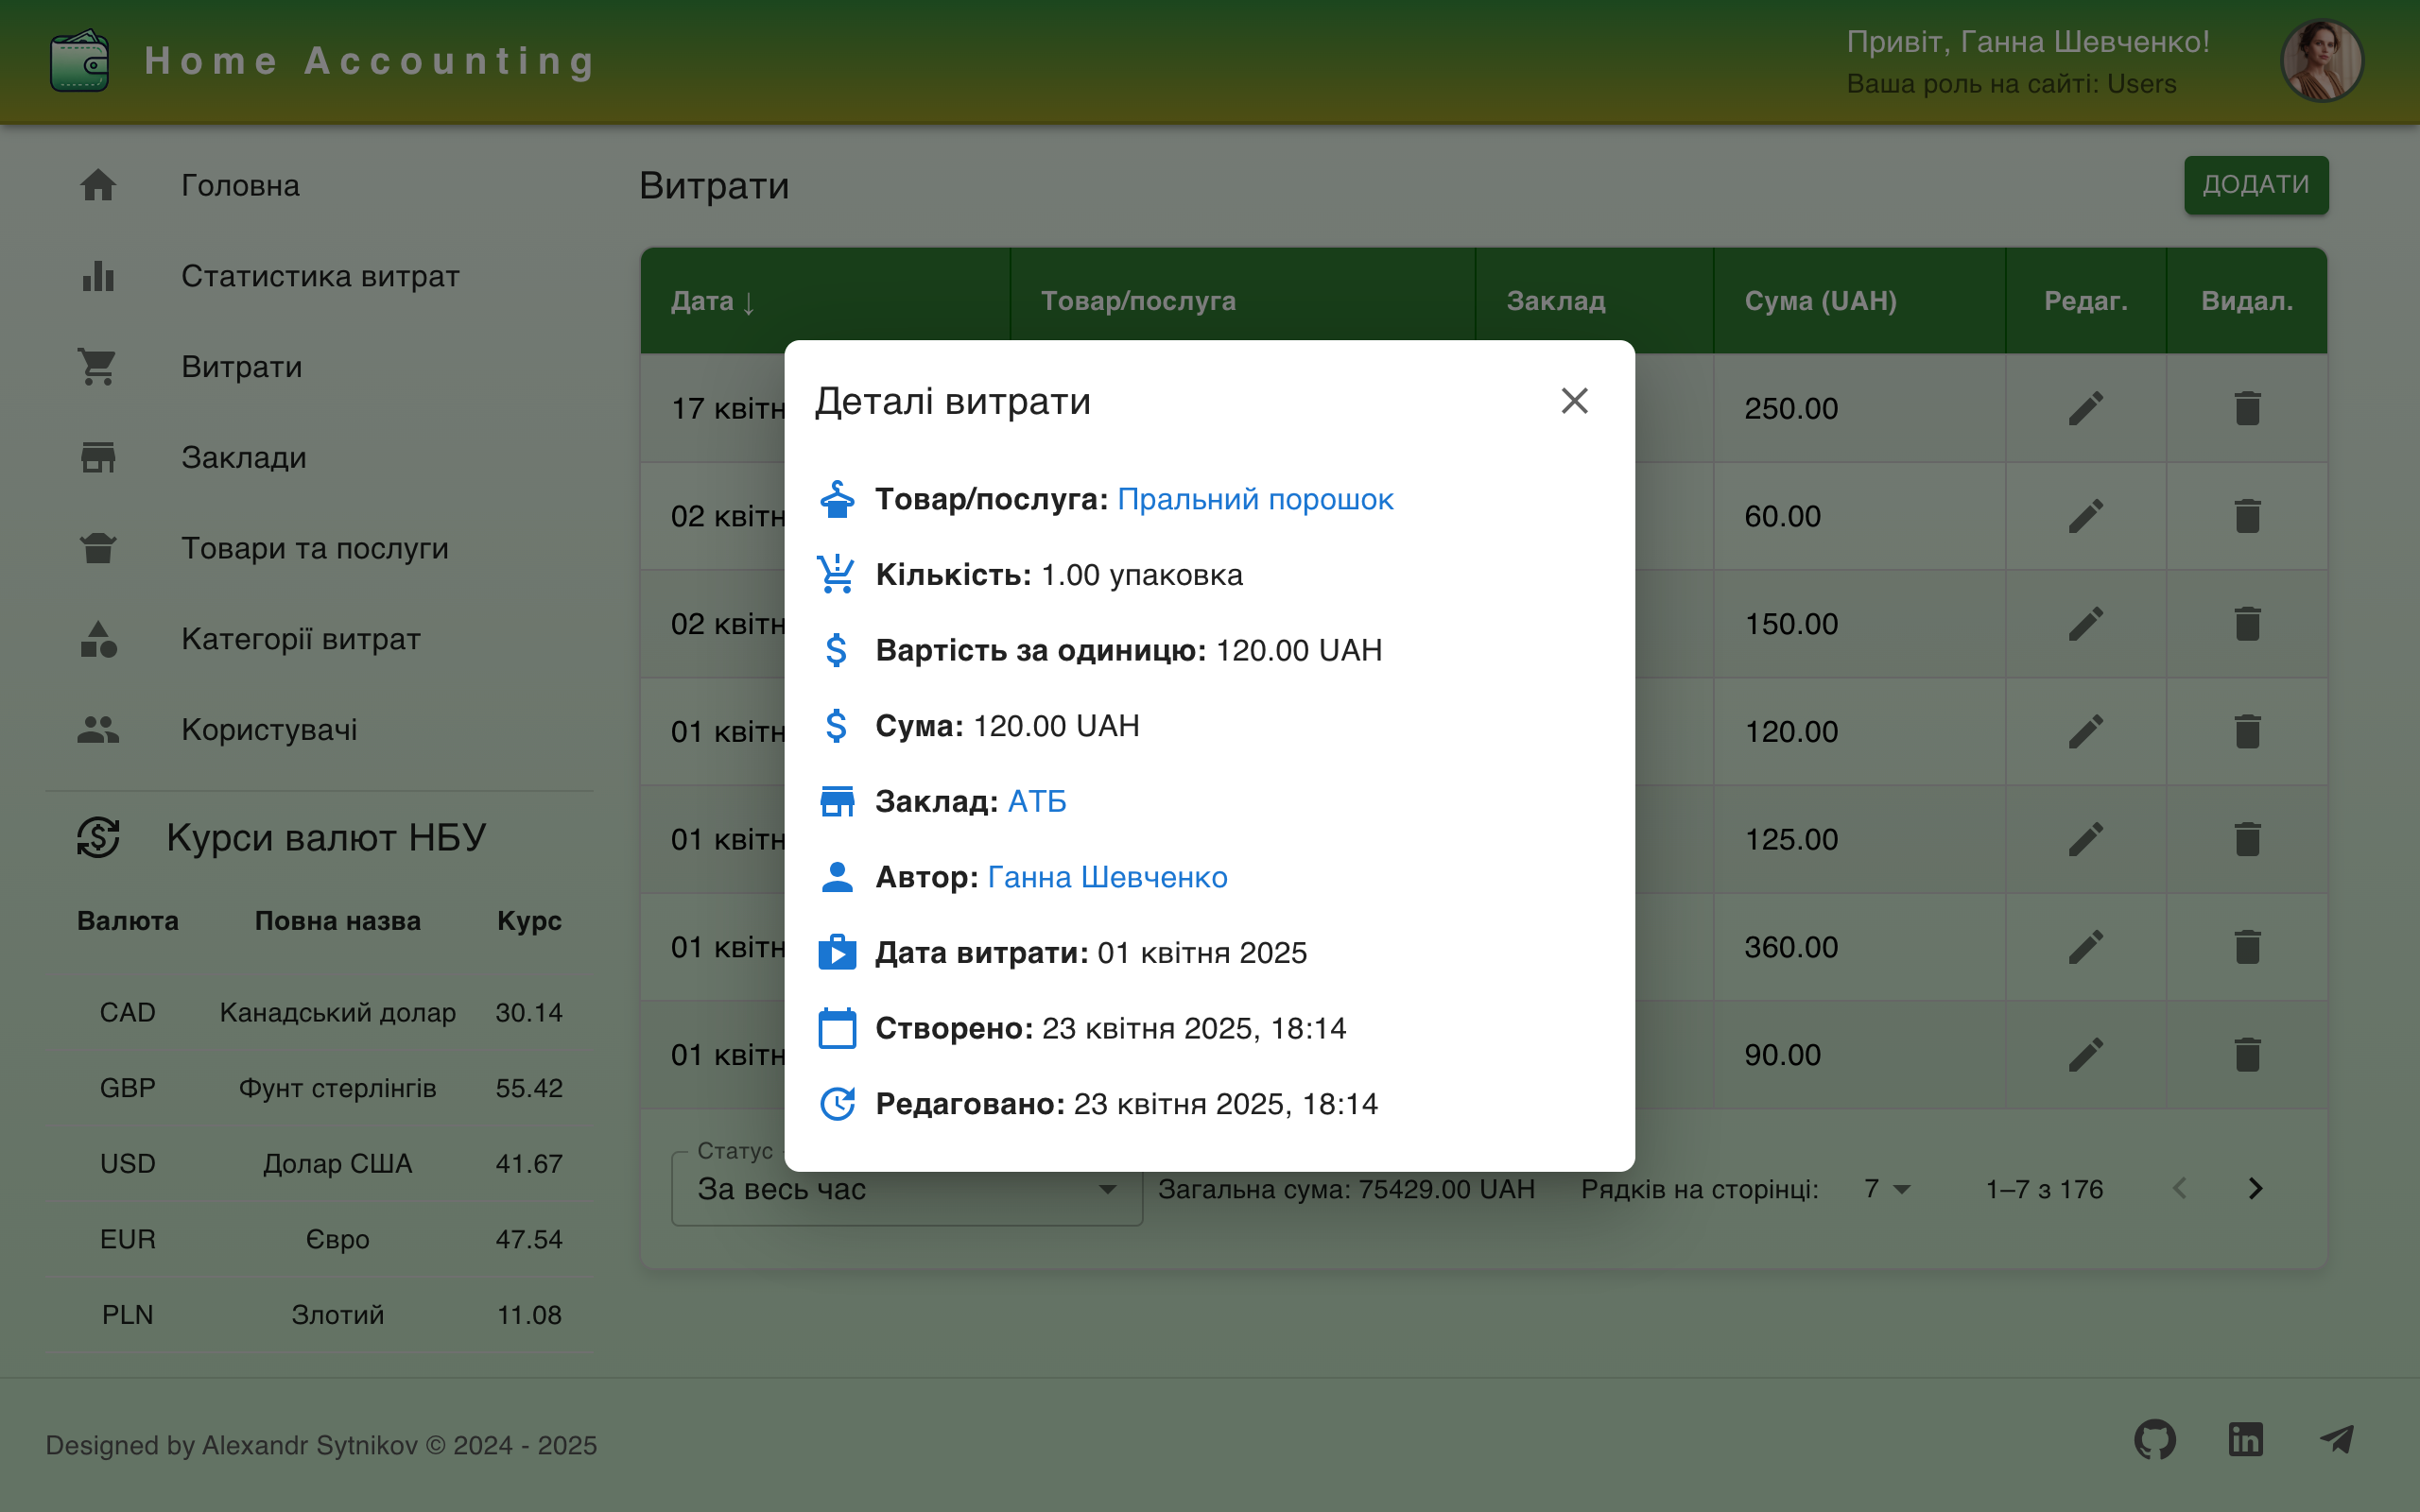 Home Accounting
Привіт, Ганна Шевченко!
Ваша роль на сайті: Users
Головна
Статистика витрат
Витрати
Заклади
Товари та послуги
Категорії витрат
Користувачі
Курси валют НБУ
Валюта Повна назва Курс
CAD Канадський долар 30.14
GBP Фунт стерлінгів 55.42
USD Долар США 41.67
EUR Євро 47.54
PLN Злотий 11.08
Витрати
ДОДАТИ
Дата ↓ Товар/послуга Заклад Сума (UAH) Редаг. Видал.
17 250.00
02 60.00
02 150.00
01 120.00
01 125.00
01 360.00
01 90.00
Деталі витрати
Товар/послуга: Пральний порошок
Кількість: 1.00 упаковка
Вартість за одиницю: 120.00 UAH
Сума: 120.00 UAH
Заклад: АТБ
Автор: Ганна Шевченко
Дата витрати: 01 квітня 2025
Створено: 23 квітня 2025, 18:14
Редаговано: 23 квітня 2025, 18:14
Статус
За весь час
Загальна сума: 75429.00 UAH Рядків на сторінці: 7 1–7 з 176
Designed by Alexandr Sytnikov © 2024 - 2025